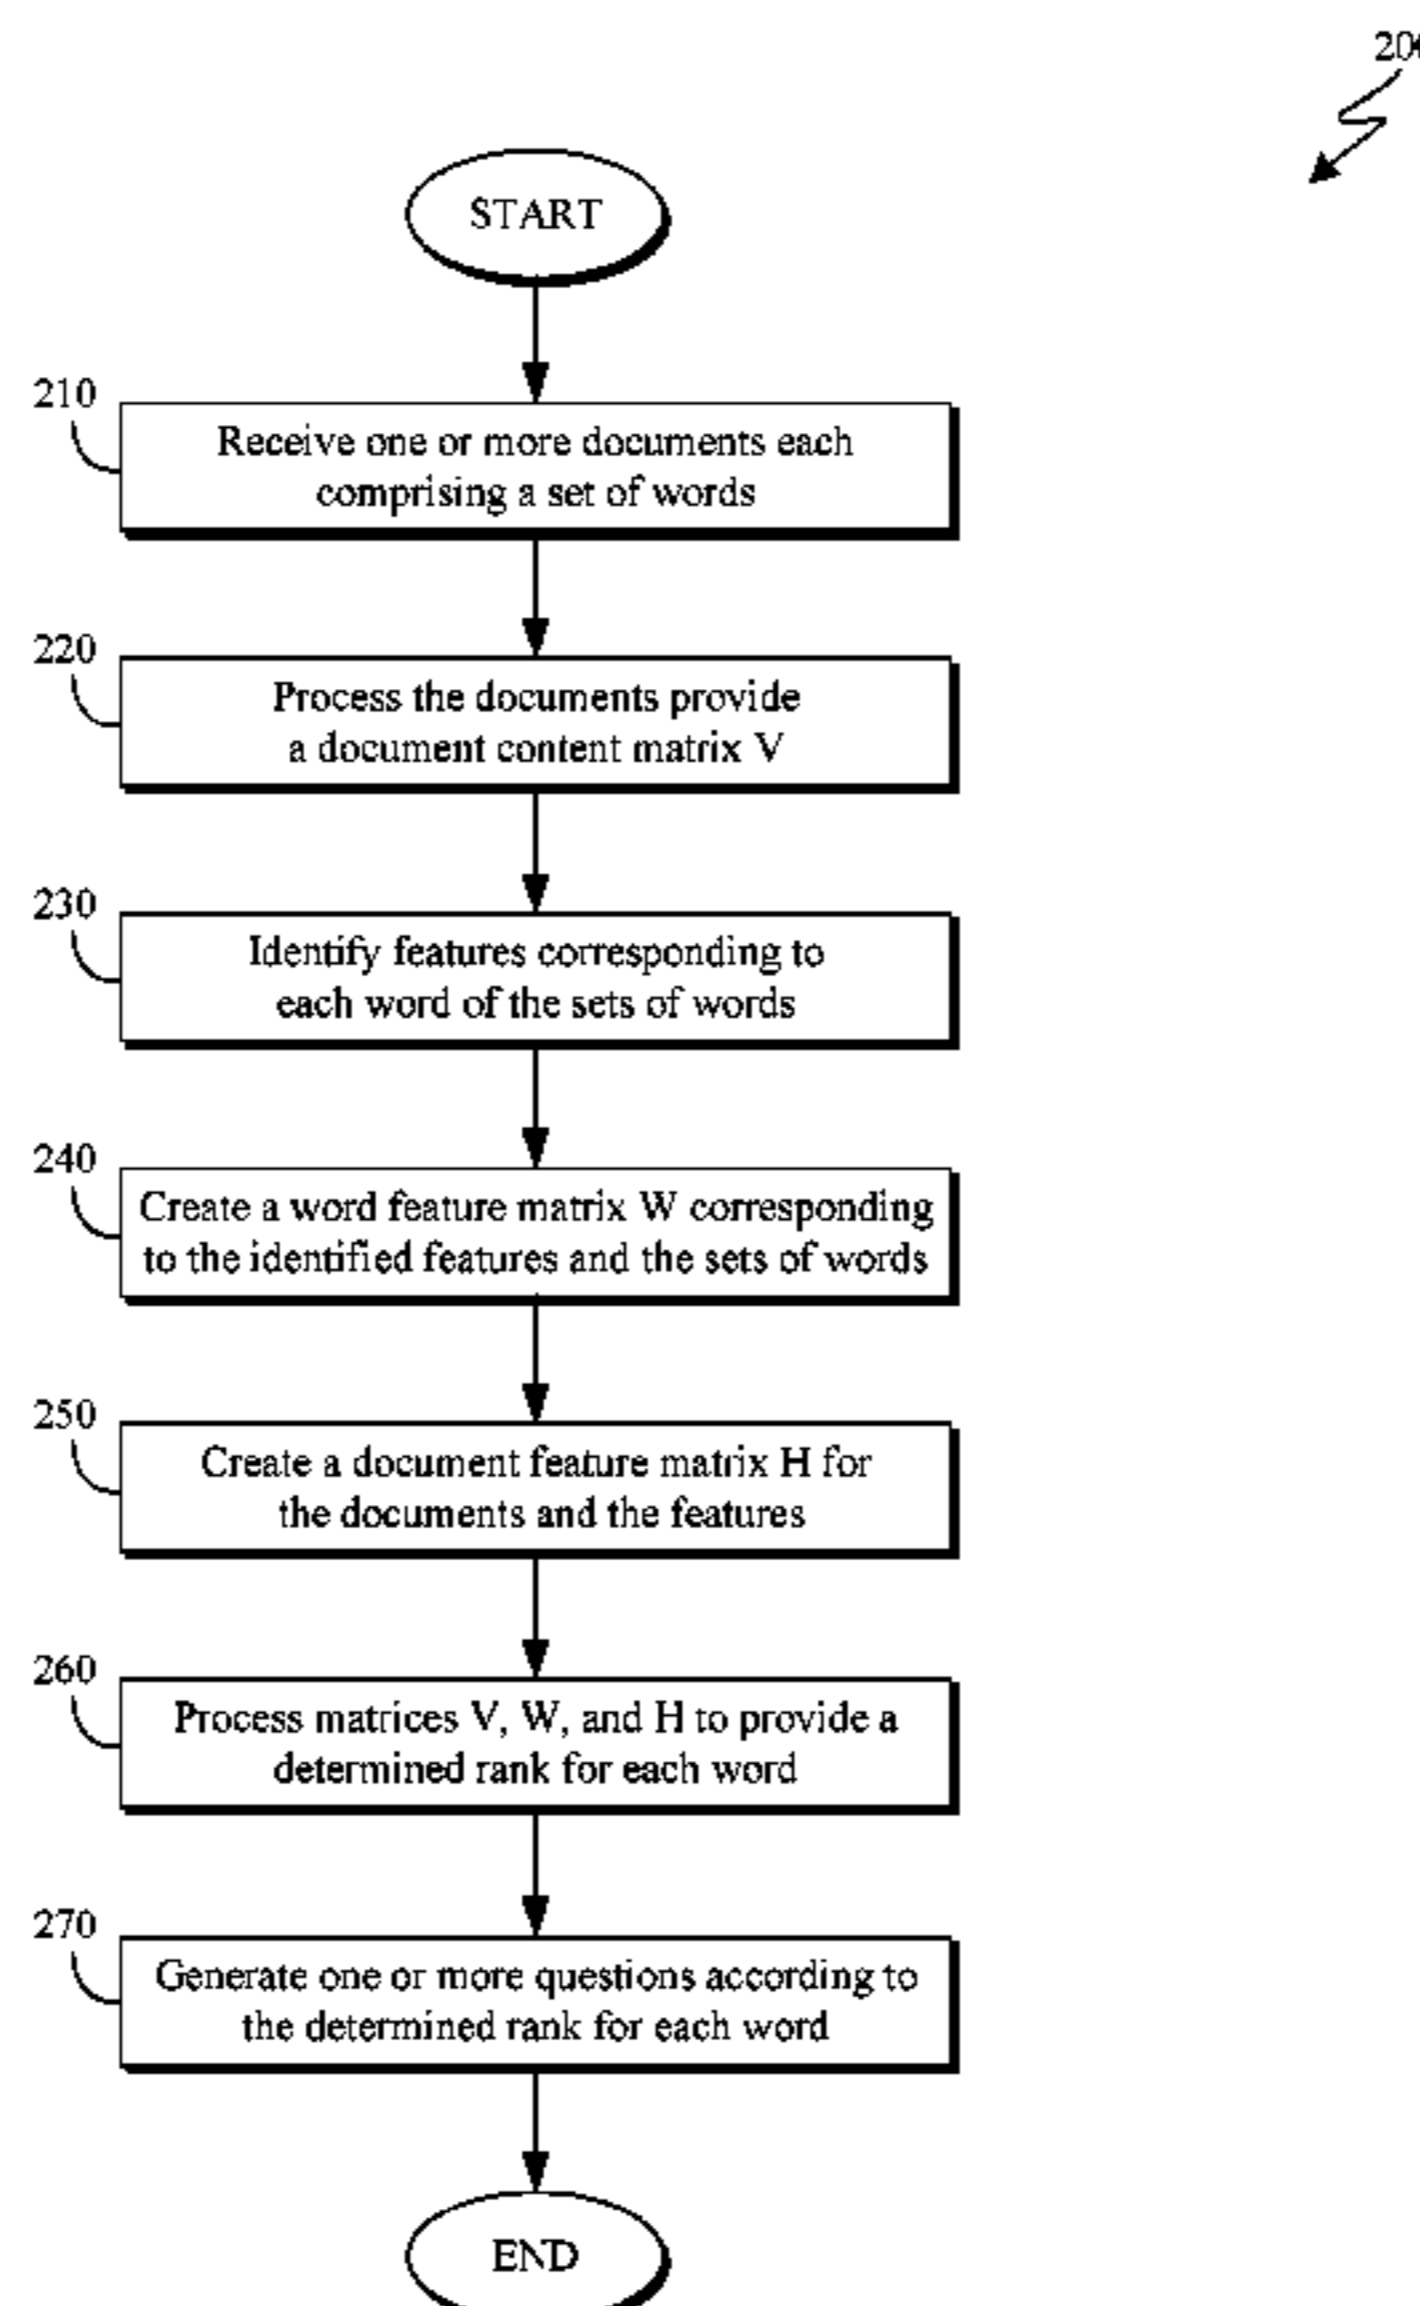 START
210
Receive one or more documents each
comprising a set of words
220
Process the documents provide
a document content matrix V
230
Identify features corresponding to
each word of the sets of words
240
Create a word feature matrix W corresponding
to the identified features and the sets of words
250
Create a document feature matrix H for
the documents and the features
260
Process matrices V, W, and H to provide a
determined rank for each word
270
Generate one or more questions according to
the determined rank for each word
END